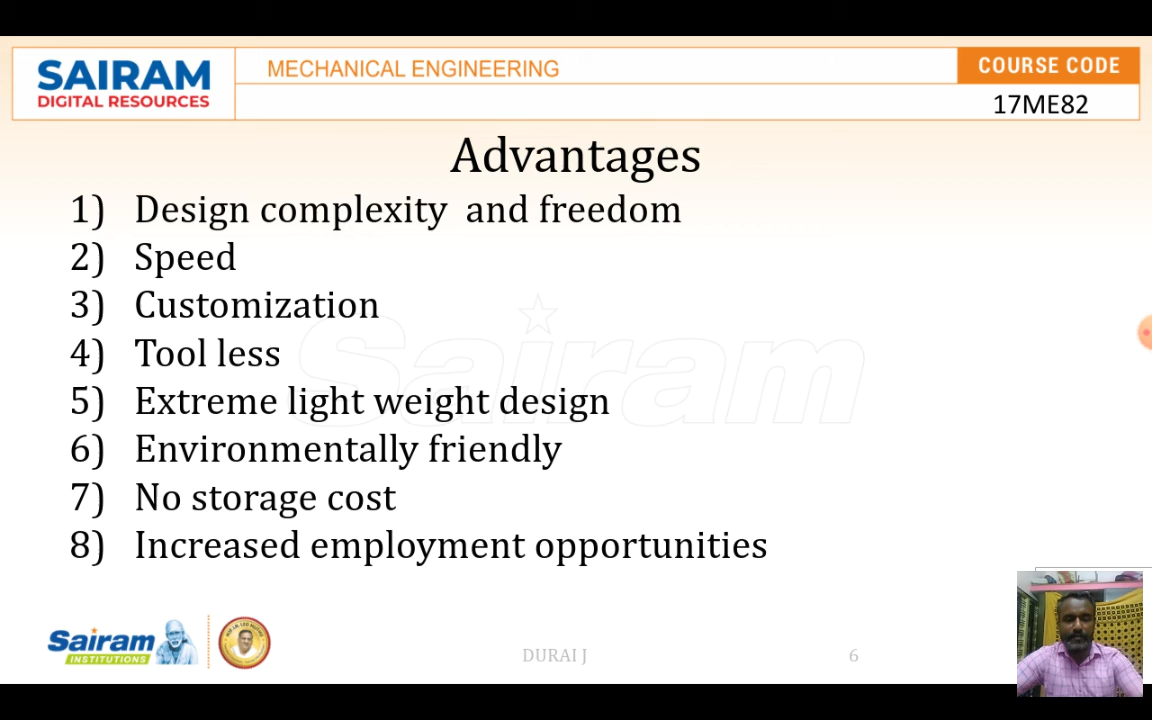 SAIRAM
DIGITAL RESOURCES
MECHANICAL ENGINEERING
COURSE CODE
17ME82
Advantages
1) Design complexity and freedom
2) Speed
3) Customization
4) Tool less
5) Extreme light weight design
6) Environmentally friendly
7) No storage cost
8) Increased employment opportunities
Sairam
Sairam
INSTITUTIONS
DURAI J
6